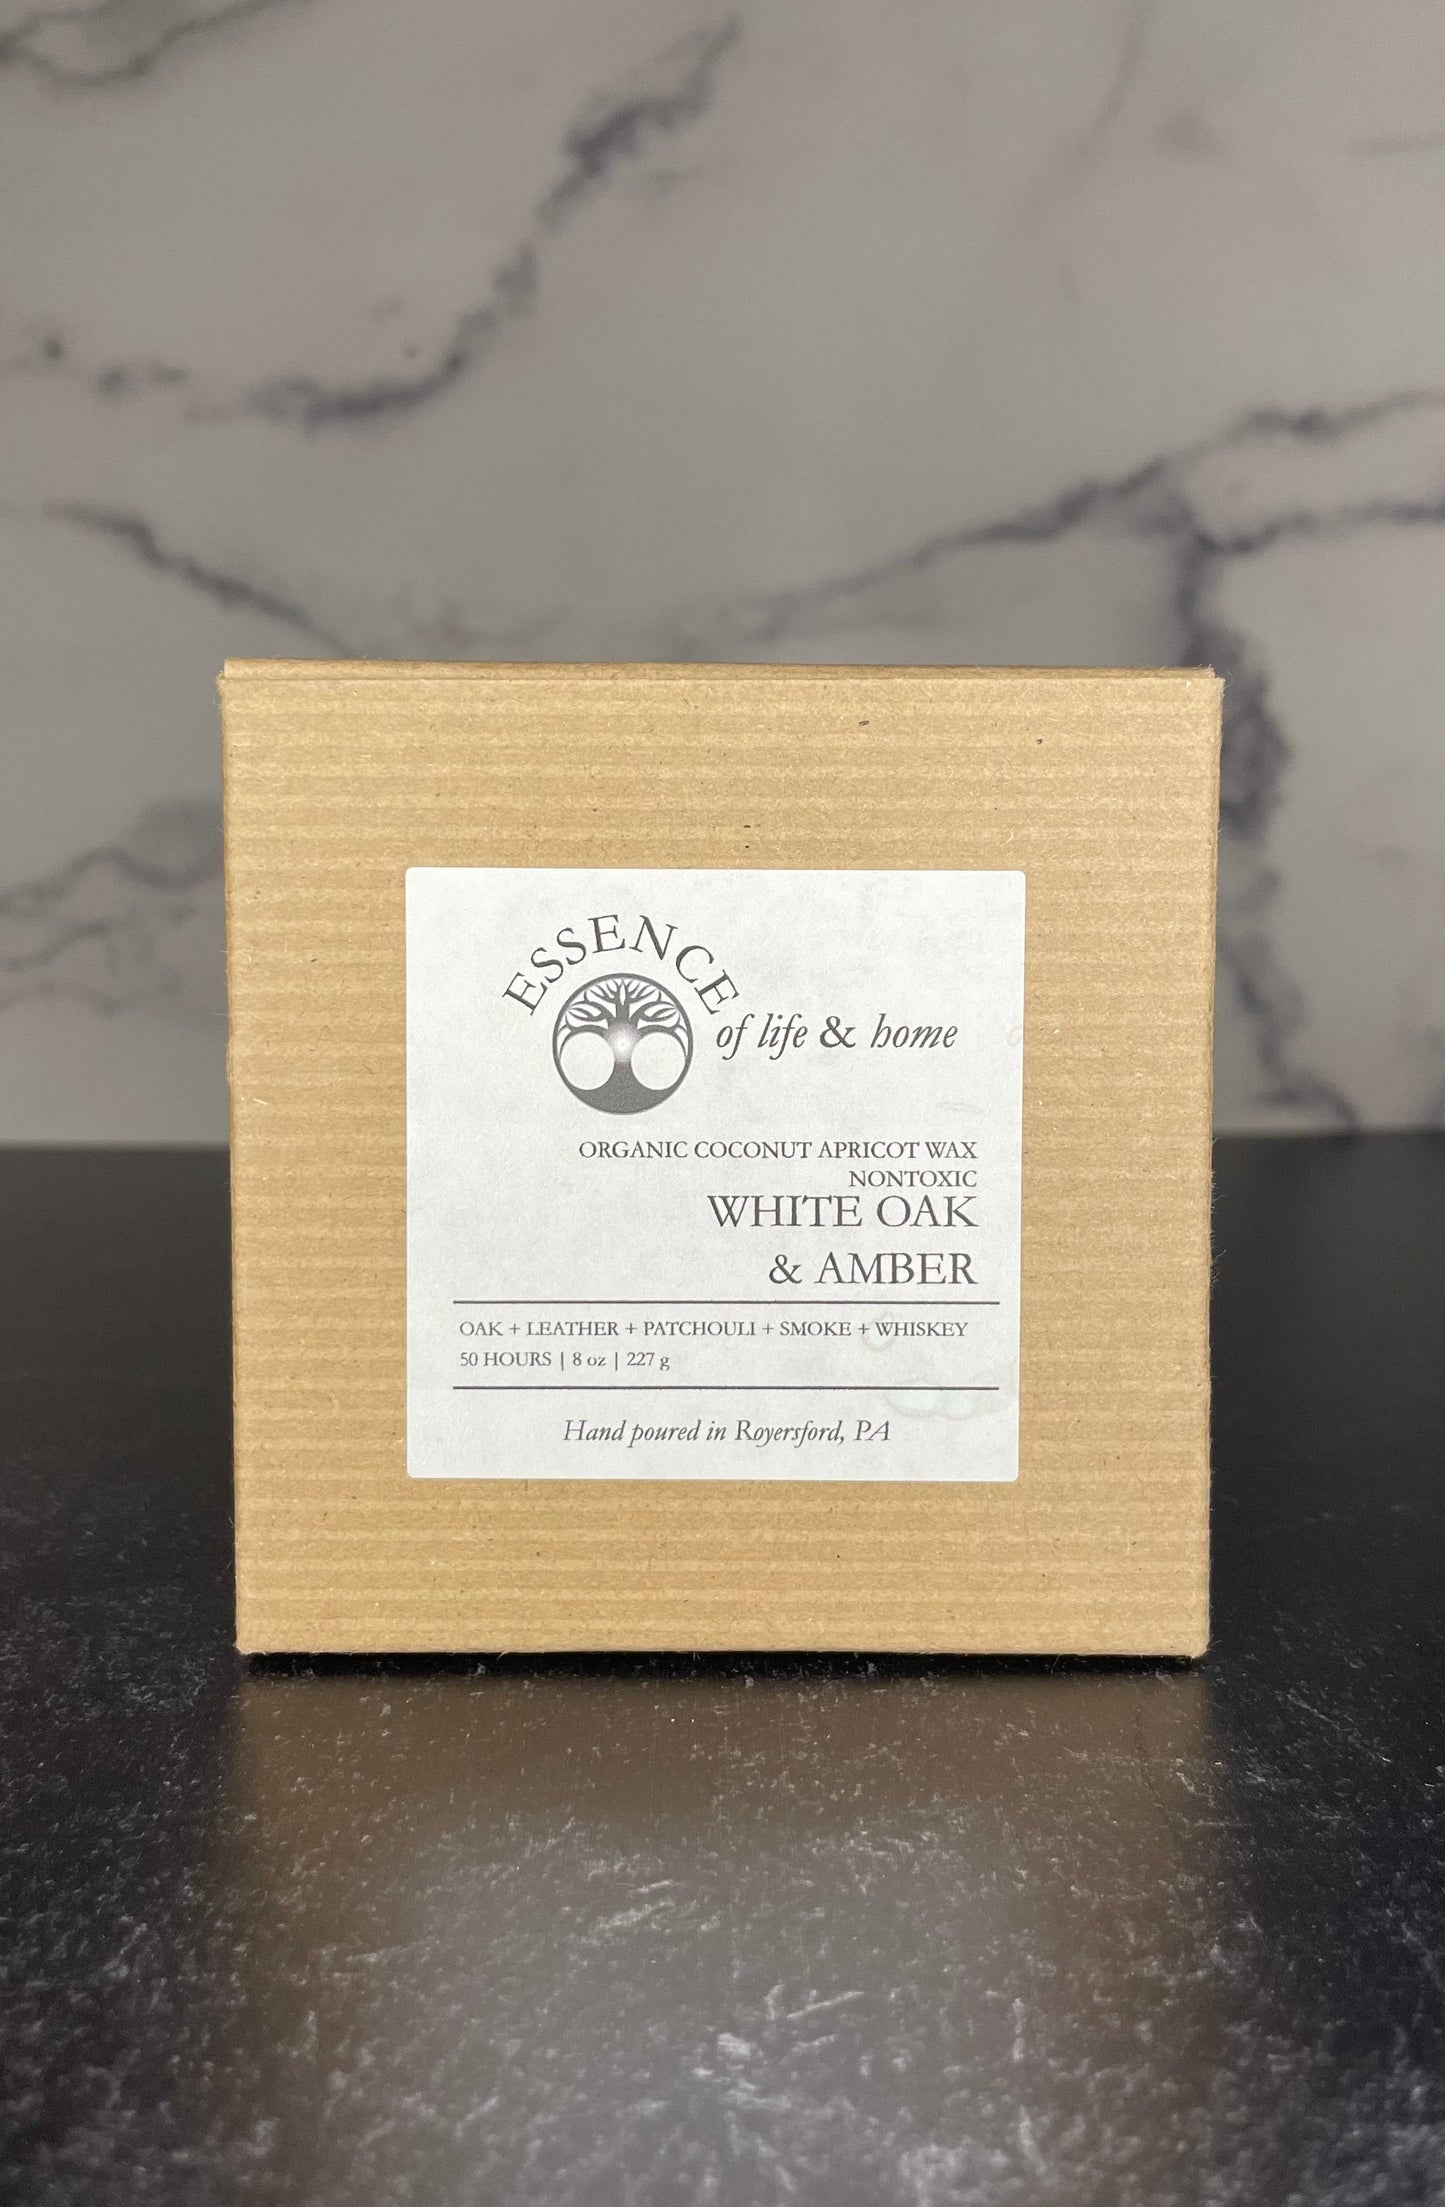 ESSENCE
of life & home
ORGANIC COCONUT APRICOT WAX
NONTOXIC
WHITE OAK
& AMBER
OAK + LEATHER + PATCHOULI + SMOKE + WHISKEY
50 HOURS | 8 oz | 227 g
Hand poured in Royersford, PA